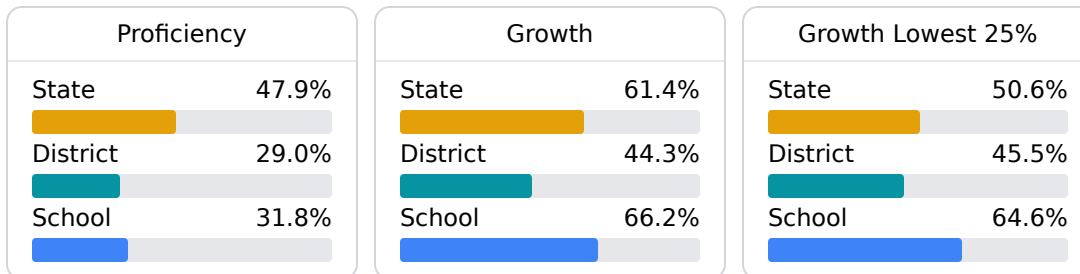 Proficiency
State 47.9%
District 29.0%
School 31.8%
Growth
State 61.4%
District 44.3%
School 66.2%
Growth Lowest 25%
State 50.6%
District 45.5%
School 64.6%